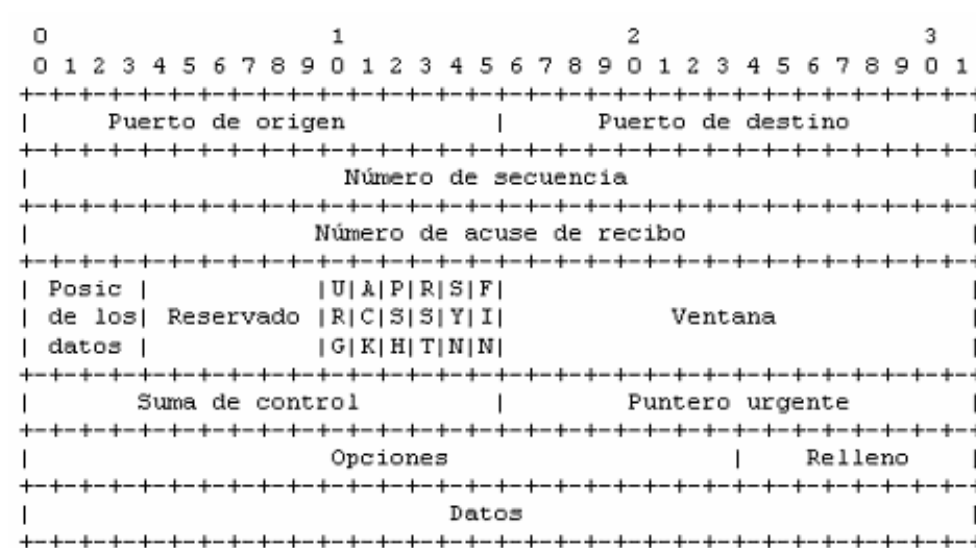 0                   1                   2                   3
0 1 2 3 4 5 6 7 8 9 0 1 2 3 4 5 6 7 8 9 0 1 2 3 4 5 6 7 8 9 0 1
+-+-+-+-+-+-+-+-+-+-+-+-+-+-+-+-+-+-+-+-+-+-+-+-+-+-+-+-+-+-+-+-
| Puerto de origen | Puerto de destino |
+-+-+-+-+-+-+-+-+-+-+-+-+-+-+-+-+-+-+-+-+-+-+-+-+-+-+-+-+-+-+-+-
| Número de secuencia |
+-+-+-+-+-+-+-+-+-+-+-+-+-+-+-+-+-+-+-+-+-+-+-+-+-+-+-+-+-+-+-+-
| Número de acuse de recibo |
+-+-+-+-+-+-+-+-+-+-+-+-+-+-+-+-+-+-+-+-+-+-+-+-+-+-+-+-+-+-+-+-
| Posic | |U|A|P|R|S|F| |
| de los| Reservado |R|C|S|S|Y|I| Ventana |
| datos | |G|K|H|T|N|N| |
+-+-+-+-+-+-+-+-+-+-+-+-+-+-+-+-+-+-+-+-+-+-+-+-+-+-+-+-+-+-+-+-
| Suma de control | Puntero urgente |
+-+-+-+-+-+-+-+-+-+-+-+-+-+-+-+-+-+-+-+-+-+-+-+-+-+-+-+-+-+-+-+-
| Opciones | Relleno |
+-+-+-+-+-+-+-+-+-+-+-+-+-+-+-+-+-+-+-+-+-+-+-+-+-+-+-+-+-+-+-+-
| Datos |
+-+-+-+-+-+-+-+-+-+-+-+-+-+-+-+-+-+-+-+-+-+-+-+-+-+-+-+-+-+-+-+-